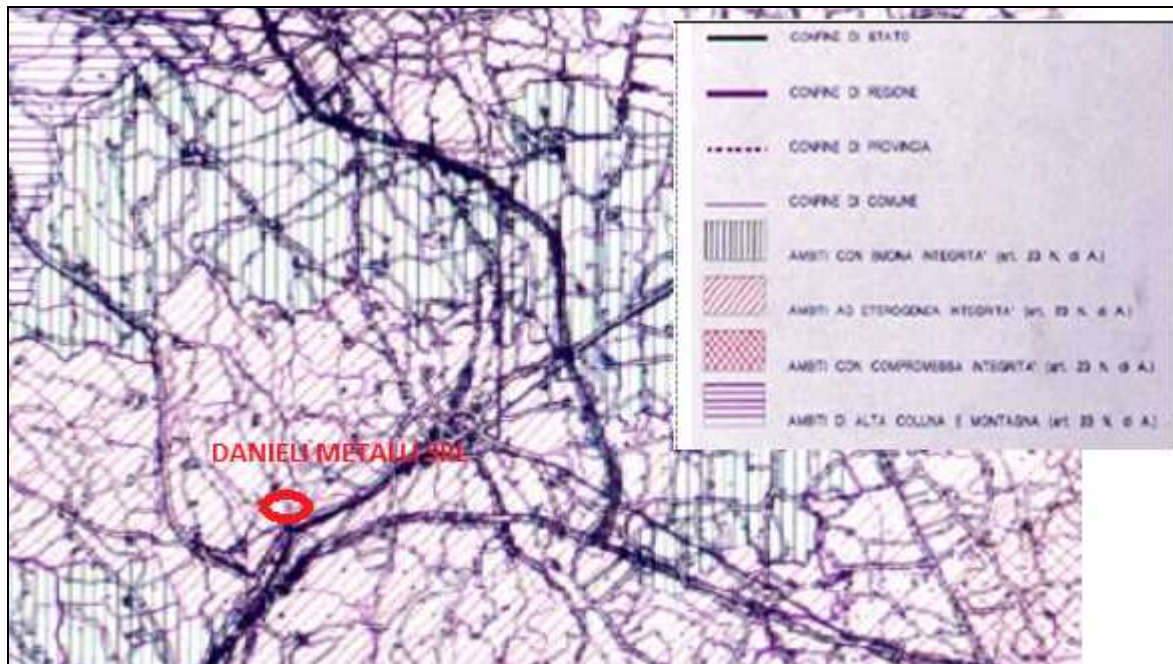 CONFINE DI STATO
CONFINE DI REGIONE
CONFINE DI PROVINCIA
CONFINE DI COMUNE
AMBITI CON BUONA INTEGRITA' (art. 23 N. di A.)
AMBITI AD ETEROGENEA INTEGRITA' (art. 23 N. di A.)
AMBITI CON COMPROMESSA INTEGRITA' (art. 23 N. di A.)
AMBITI DI ALTA COLLINA E MONTAGNA (art. 23 N. di A.)
DANIELI METALLI SRL